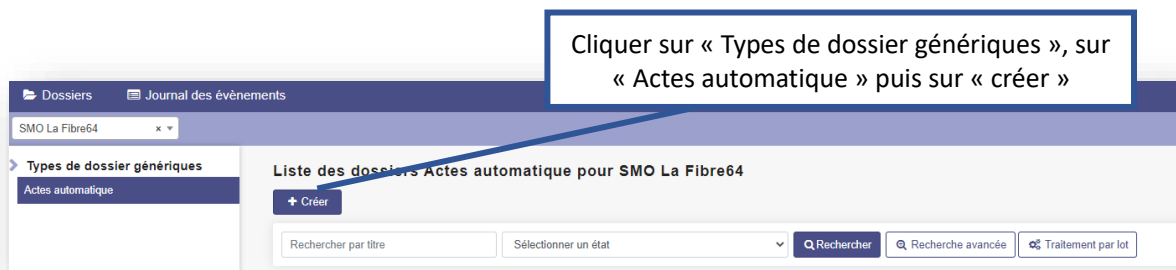 Cliquer sur « Types de dossier génériques », sur
« Actes automatique » puis sur « créer »
Dossiers Journal des évènements
SMO La Fibre64 ×
Types de dossier génériques
Actes automatique
Liste des dossiers Actes automatique pour SMO La Fibre64
+ Créer
Rechercher par titre Sélectionner un état Rechercher Recherche avancée Traitement par lot